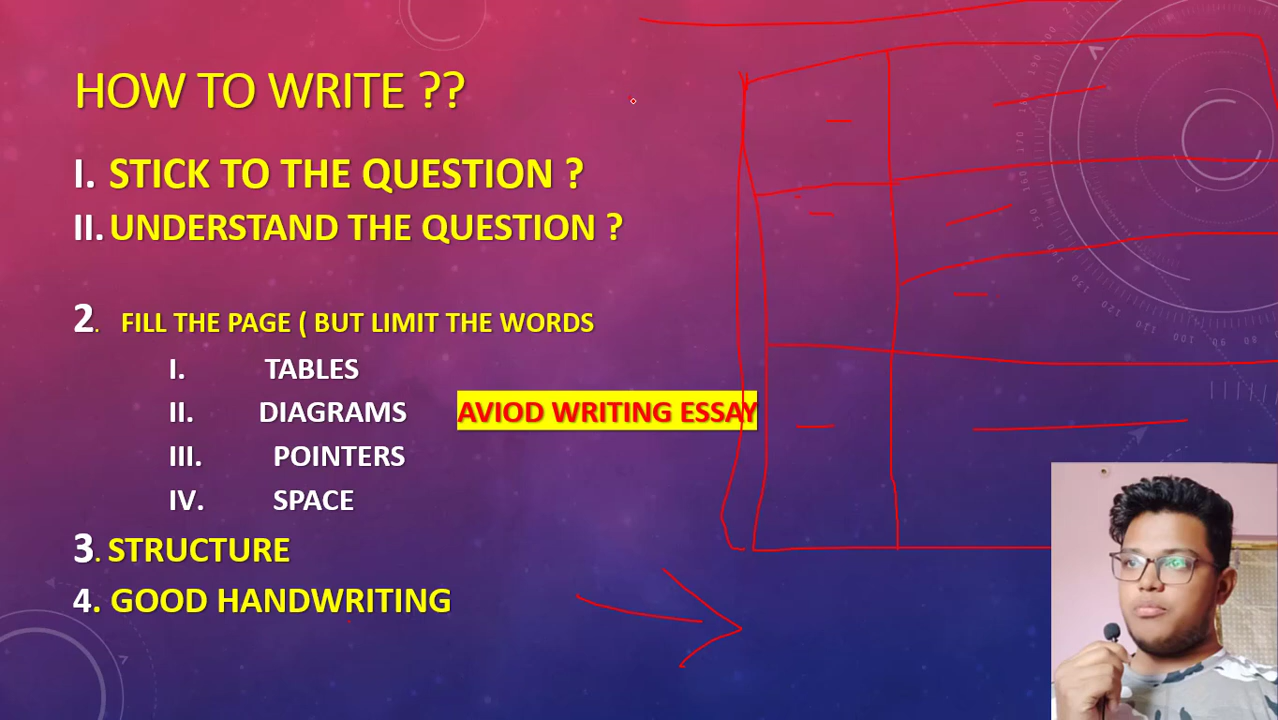 HOW TO WRITE ??
I. STICK TO THE QUESTION ?
II. UNDERSTAND THE QUESTION ?
2. FILL THE PAGE ( BUT LIMIT THE WORDS
I. TABLES
II. DIAGRAMS AVIOD WRITING ESSAY
III. POINTERS
IV. SPACE
3. STRUCTURE
4. GOOD HANDWRITING